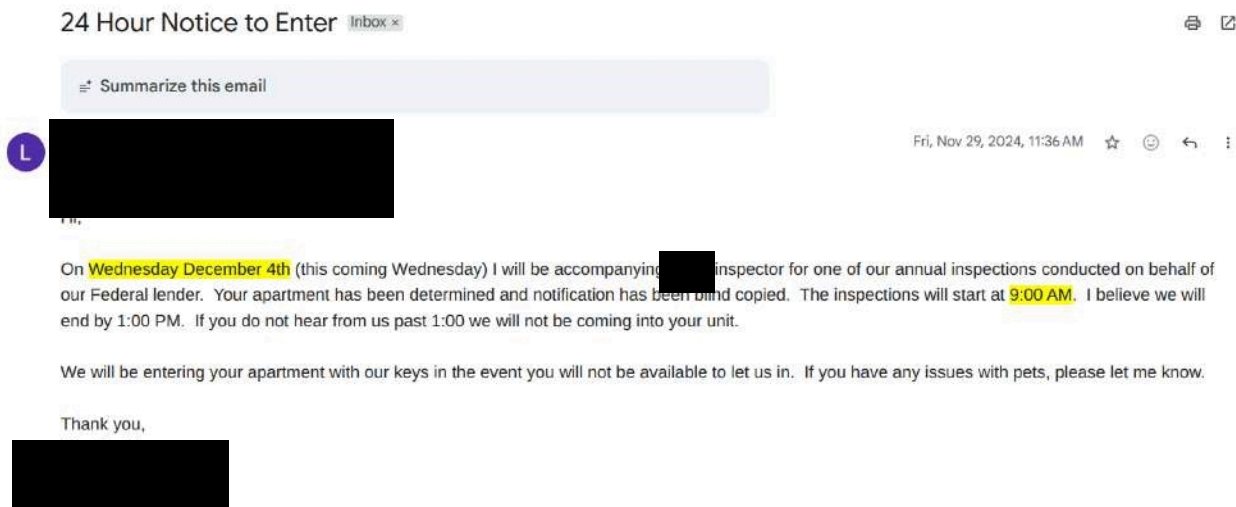 24 Hour Notice to Enter Inbox ×
Summarize this email
L
Fri, Nov 29, 2024, 11:36 AM
Hi,
On Wednesday December 4th (this coming Wednesday) I will be accompanying inspector for one of our annual inspections conducted on behalf of
our Federal lender. Your apartment has been determined and notification has been blind copied. The inspections will start at 9:00 AM. I believe we will
end by 1:00 PM. If you do not hear from us past 1:00 we will not be coming into your unit.
We will be entering your apartment with our keys in the event you will not be available to let us in. If you have any issues with pets, please let me know.
Thank you,